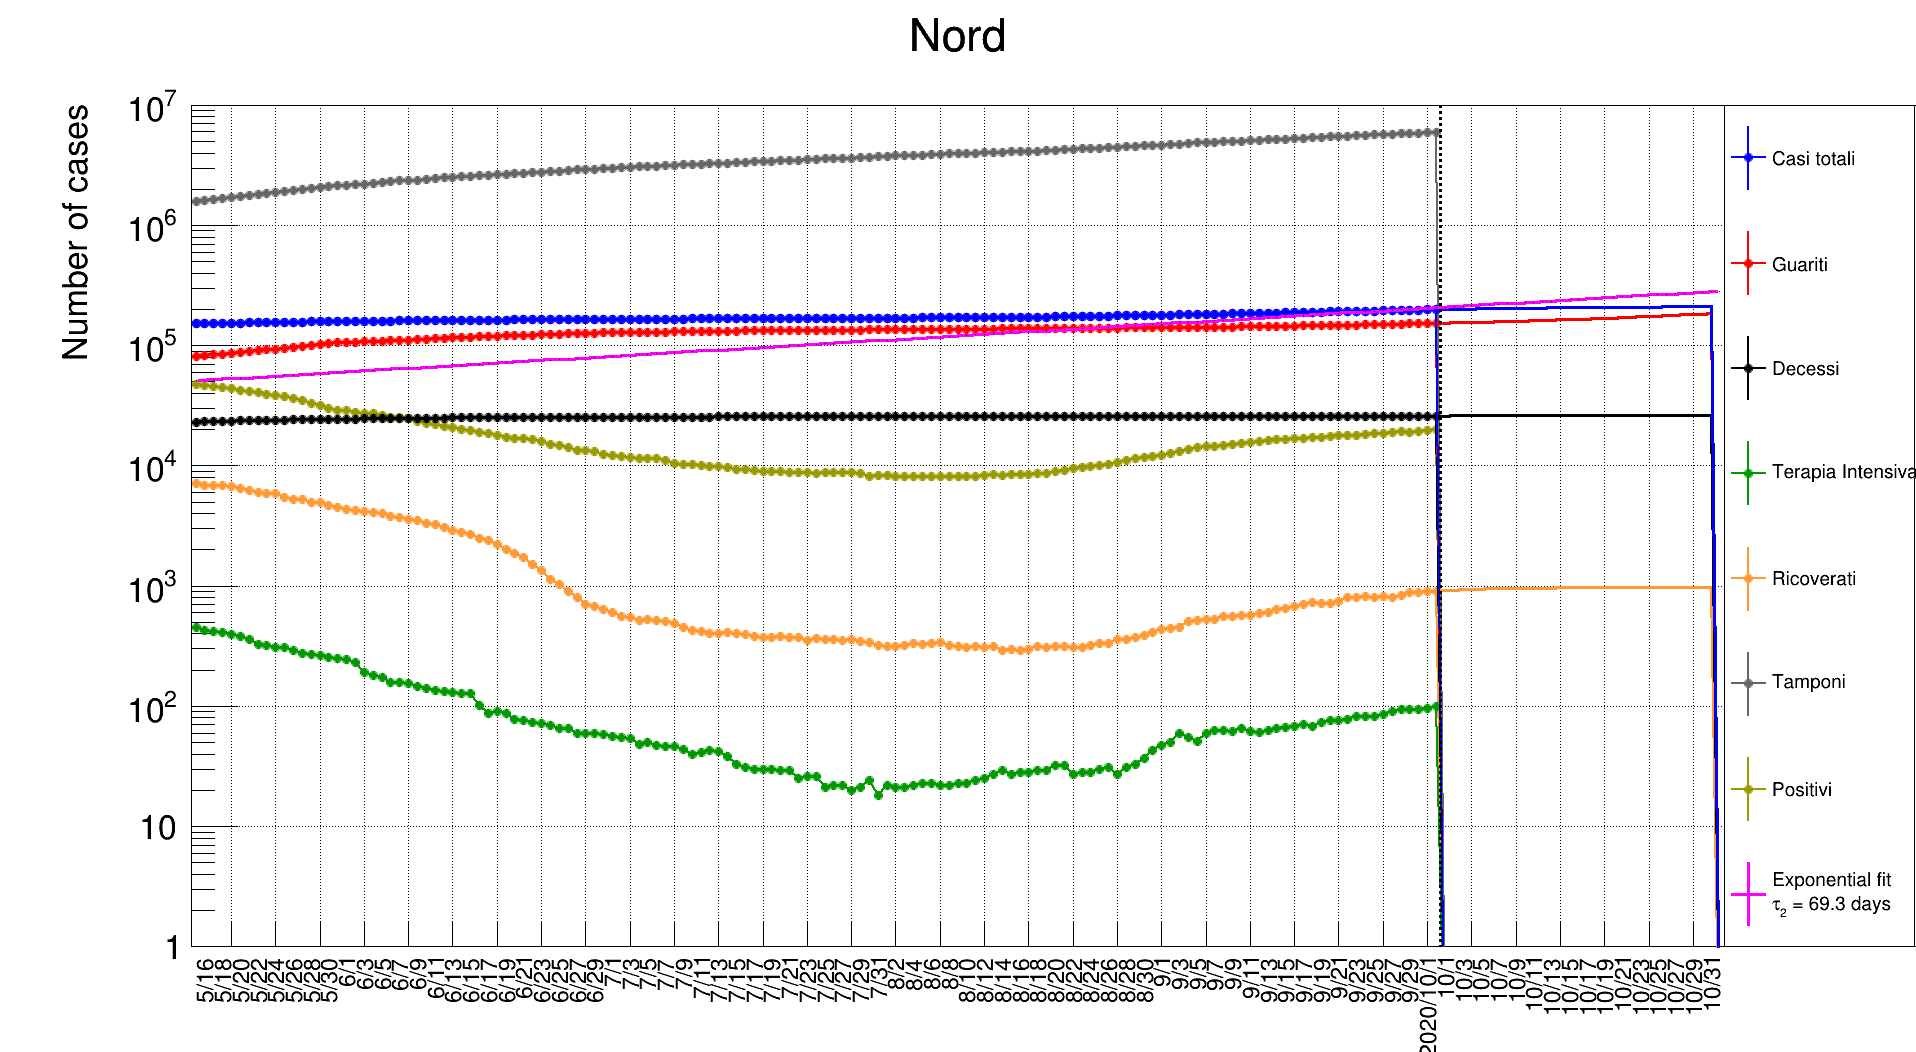 Nord
Number of cases
10^7
10^6
10^5
10^4
10^3
10^2
10
1
5/16 5/18 5/20 5/22 5/24 5/26 5/28 5/30 6/1 6/3 6/5 6/7 6/9 6/11 6/13 6/15 6/17 6/19 6/21 6/23 6/25 6/27 6/29 7/1 7/3 7/5 7/7 7/9 7/11 7/13 7/15 7/17 7/19 7/21 7/23 7/25 7/27 7/29 7/31 8/2 8/4 8/6 8/8 8/10 8/12 8/14 8/16 8/18 8/20 8/22 8/24 8/26 8/28 8/30 9/1 9/3 9/5 9/7 9/9 9/11 9/13 9/15 9/17 9/19 9/21 9/23 9/25 9/27 9/29 2020/10/1 10/1 10/3 10/5 10/7 10/9 10/11 10/13 10/15 10/17 10/19 10/21 10/23 10/25 10/27 10/29 10/31
Casi totali
Guariti
Decessi
Terapia Intensiva
Ricoverati
Tamponi
Positivi
Exponential fit
τ₂ = 69.3 days